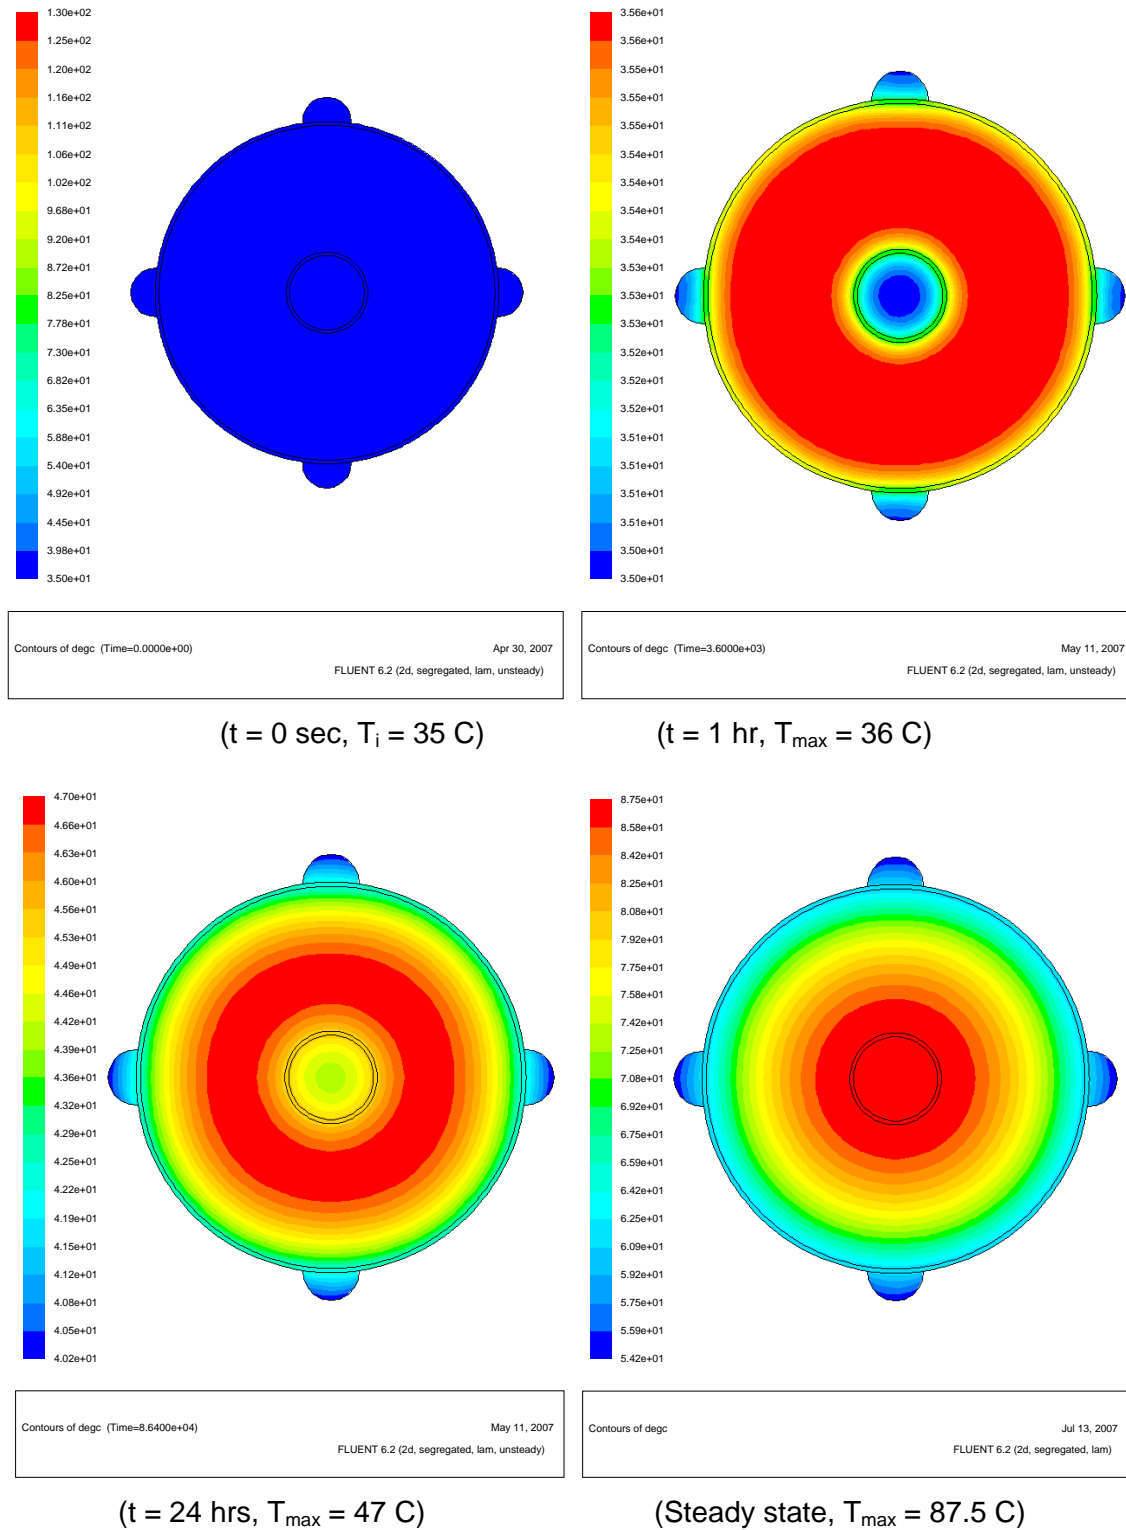 1.30e+02
1.25e+02
1.20e+02
1.16e+02
1.11e+02
1.06e+02
1.02e+02
9.68e+01
9.20e+01
8.72e+01
8.25e+01
7.78e+01
7.30e+01
6.82e+01
6.35e+01
5.88e+01
5.40e+01
4.92e+01
4.45e+01
3.98e+01
3.50e+01
Contours of degc (Time=0.0000e+00)
Apr 30, 2007
FLUENT 6.2 (2d, segregated, lam, unsteady)
(t = 0 sec, Ti = 35 C)
3.56e+01
3.56e+01
3.55e+01
3.55e+01
3.55e+01
3.54e+01
3.54e+01
3.54e+01
3.54e+01
3.53e+01
3.53e+01
3.53e+01
3.52e+01
3.52e+01
3.52e+01
3.51e+01
3.51e+01
3.51e+01
3.51e+01
3.50e+01
3.50e+01
Contours of degc (Time=3.6000e+03)
May 11, 2007
FLUENT 6.2 (2d, segregated, lam, unsteady)
(t = 1 hr, Tmax = 36 C)
4.70e+01
4.66e+01
4.63e+01
4.60e+01
4.56e+01
4.53e+01
4.49e+01
4.46e+01
4.42e+01
4.39e+01
4.36e+01
4.32e+01
4.29e+01
4.25e+01
4.22e+01
4.19e+01
4.15e+01
4.12e+01
4.08e+01
4.05e+01
4.02e+01
Contours of degc (Time=8.6400e+04)
May 11, 2007
FLUENT 6.2 (2d, segregated, lam, unsteady)
(t = 24 hrs, Tmax = 47 C)
8.75e+01
8.58e+01
8.42e+01
8.25e+01
8.08e+01
7.92e+01
7.75e+01
7.58e+01
7.42e+01
7.25e+01
7.08e+01
6.92e+01
6.75e+01
6.59e+01
6.42e+01
6.25e+01
6.09e+01
5.92e+01
5.75e+01
5.59e+01
5.42e+01
Contours of degc
Jul 13, 2007
FLUENT 6.2 (2d, segregated, lam)
(Steady state, Tmax = 87.5 C)